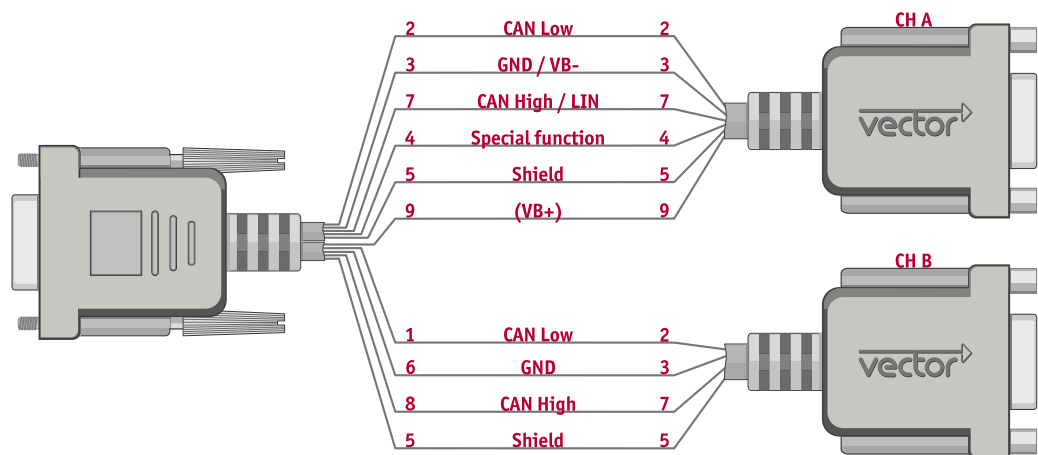 CH A
2 CAN Low 2
3 GND / VB- 3
7 CAN High / LIN 7
4 Special function 4
5 Shield 5
9 (VB+) 9
vector
CH B
1 CAN Low 2
6 GND 3
8 CAN High 7
5 Shield 5
vector